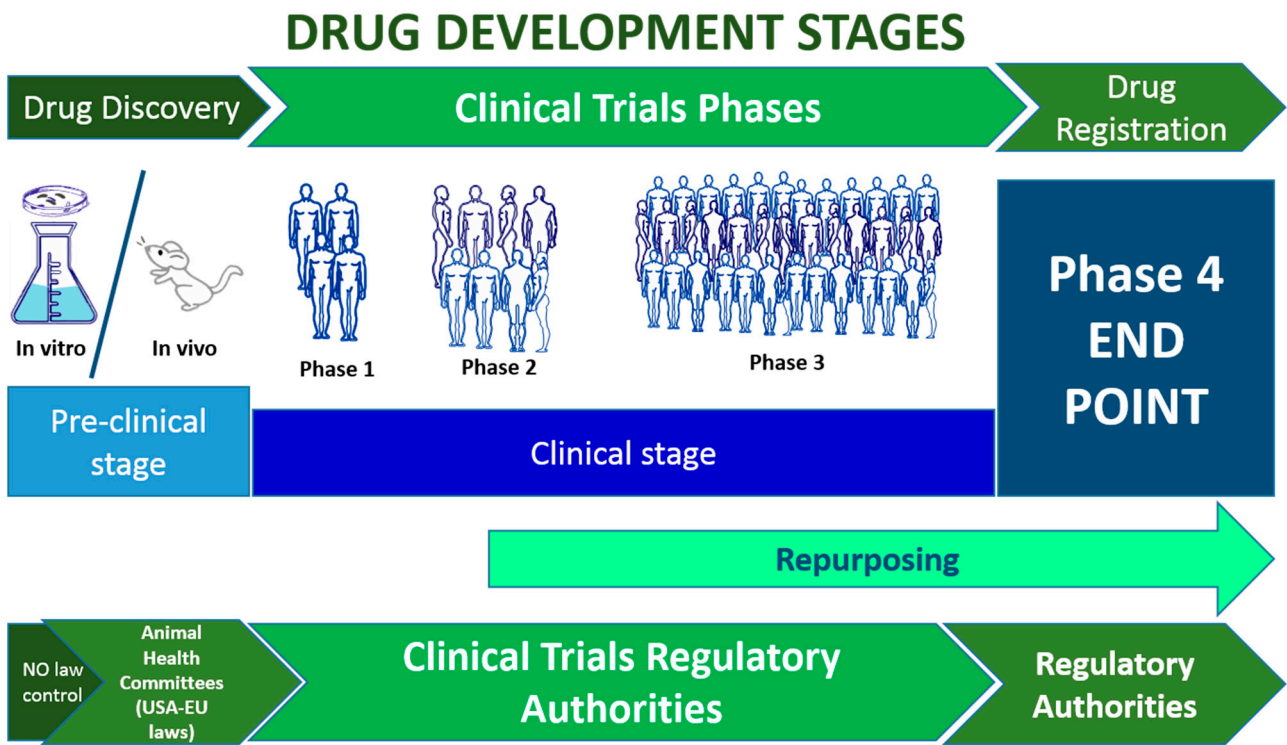 DRUG DEVELOPMENT STAGES
Drug Discovery
Clinical Trials Phases
Drug
Registration
In vitro
In vivo
Phase 1
Phase 2
Phase 3
Phase 4
END
POINT
Pre-clinical
stage
Clinical stage
Repurposing
NO law
control
Animal
Health
Committees
(USA-EU
laws)
Clinical Trials Regulatory
Authorities
Regulatory
Authorities